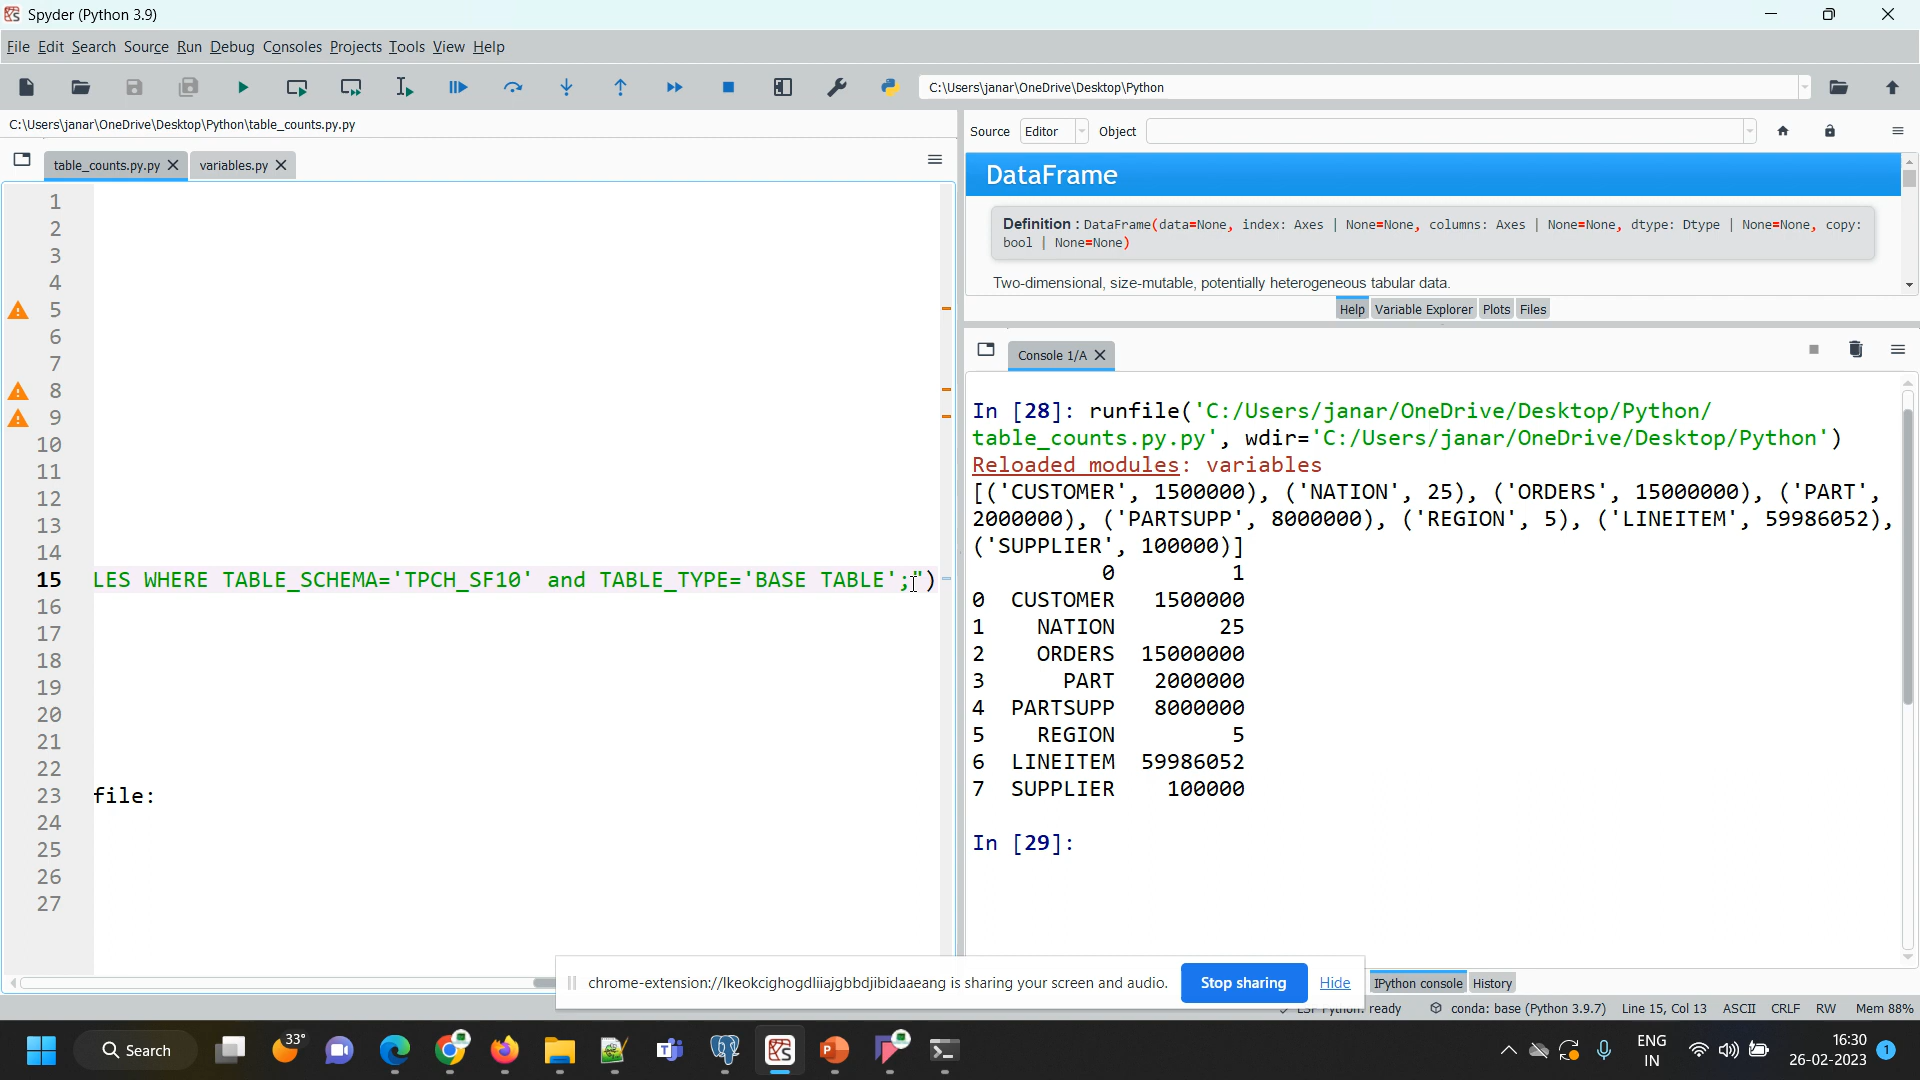 Spyder (Python 3.9)
File Edit Search Source Run Debug Consoles Projects Tools View Help
C:\Users\janar\OneDrive\Desktop\Python
C:\Users\janar\OneDrive\Desktop\Python\table_counts.py.py
table_counts.py.py
variables.py
1
2
3
4
5
6
7
8
9
10
11
12
13
14
15 LES WHERE TABLE_SCHEMA='TPCH_SF10' and TABLE_TYPE='BASE TABLE';")
16
17
18
19
20
21
22
23 file:
24
25
26
27
Source Editor Object
DataFrame
Definition : DataFrame(data=None, index: Axes | None=None, columns: Axes | None=None, dtype: Dtype | None=None, copy:
bool | None=None)
Two-dimensional, size-mutable, potentially heterogeneous tabular data.
Help Variable Explorer Plots Files
Console 1/A
In [28]: runfile('C:/Users/janar/OneDrive/Desktop/Python/
table_counts.py.py', wdir='C:/Users/janar/OneDrive/Desktop/Python')
Reloaded modules: variables
[('CUSTOMER', 1500000), ('NATION', 25), ('ORDERS', 15000000), ('PART',
2000000), ('PARTSUPP', 8000000), ('REGION', 5), ('LINEITEM', 59986052),
('SUPPLIER', 100000)]
0 1
0 CUSTOMER 1500000
1 NATION 25
2 ORDERS 15000000
3 PART 2000000
4 PARTSUPP 8000000
5 REGION 5
6 LINEITEM 59986052
7 SUPPLIER 100000
In [29]:
IPython console History
chrome-extension://lkeokcighogdliiajgbbdjibidaaeang is sharing your screen and audio. Stop sharing Hide
LSP Python: ready conda: base (Python 3.9.7) Line 15, Col 13 ASCII CRLF RW Mem 88%
Search
33°
ENG
IN
16:30
26-02-2023
1